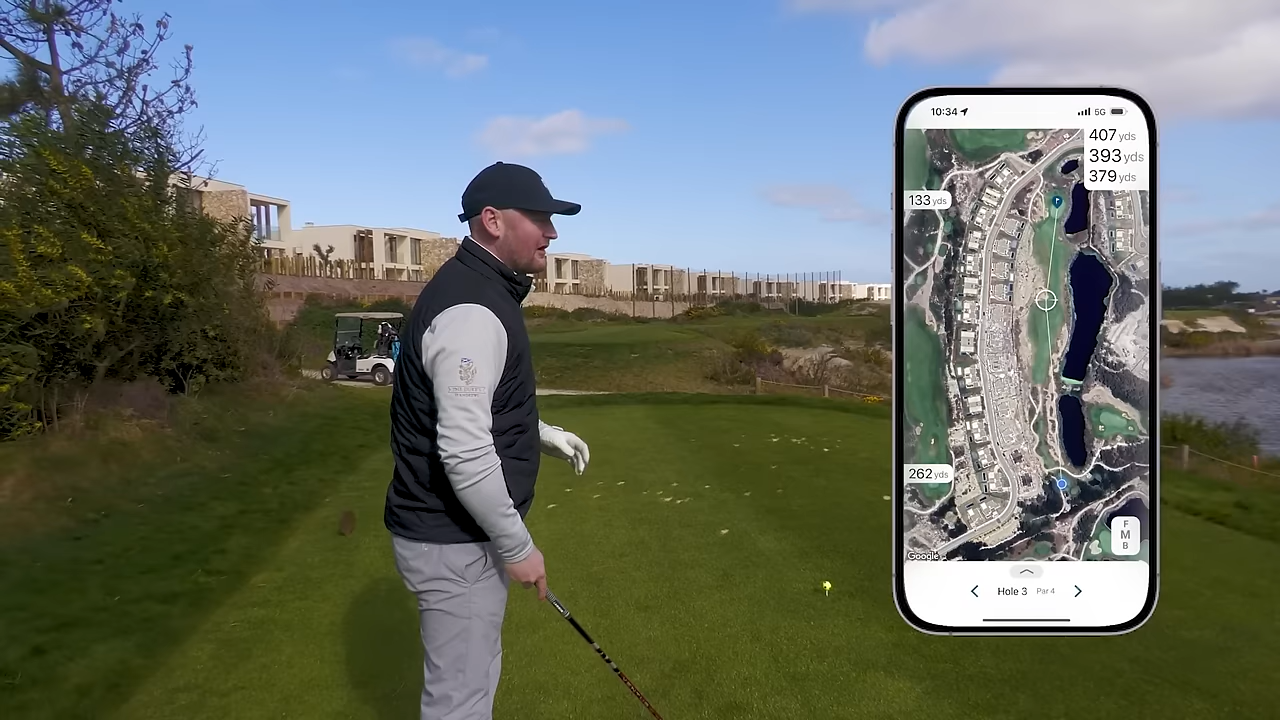 10:34
5G
407 yds
393 yds
379 yds
133 yds
262 yds
F
M
B
Google
Hole 3 Par 4